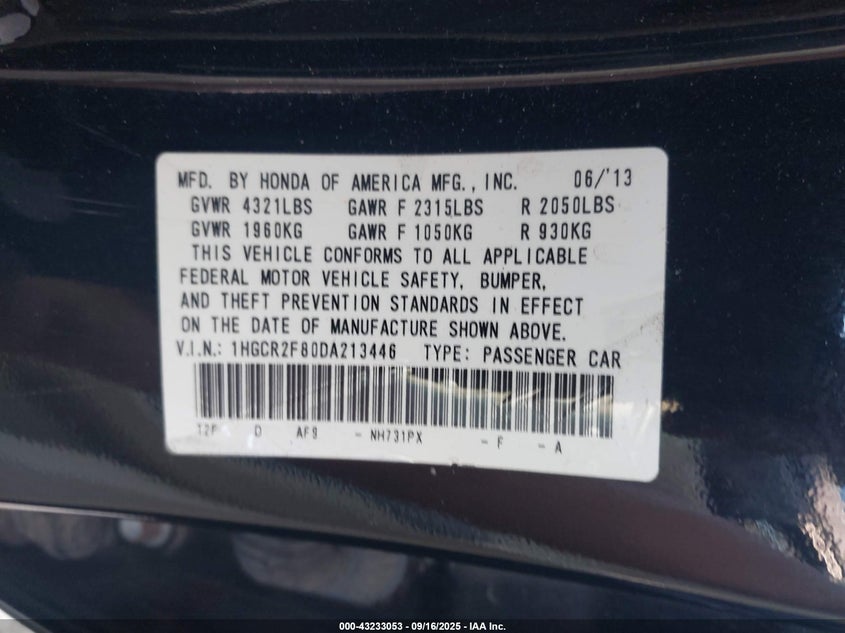 MFD. BY HONDA OF AMERICA MFG., INC. 06/'13
GVWR 4321LBS GAWR F 2315LBS R 2050LBS
GVWR 1960KG GAWR F 1050KG R 930KG
THIS VEHICLE CONFORMS TO ALL APPLICABLE
FEDERAL MOTOR VEHICLE SAFETY, BUMPER,
AND THEFT PREVENTION STANDARDS IN EFFECT
ON THE DATE OF MANUFACTURE SHOWN ABOVE.
V.I.N.: 1HGCR2F80DA213446 TYPE: PASSENGER CAR
D AF9 - NH731PX - F - A
000-43233053 - 09/16/2025 - IAA Inc.